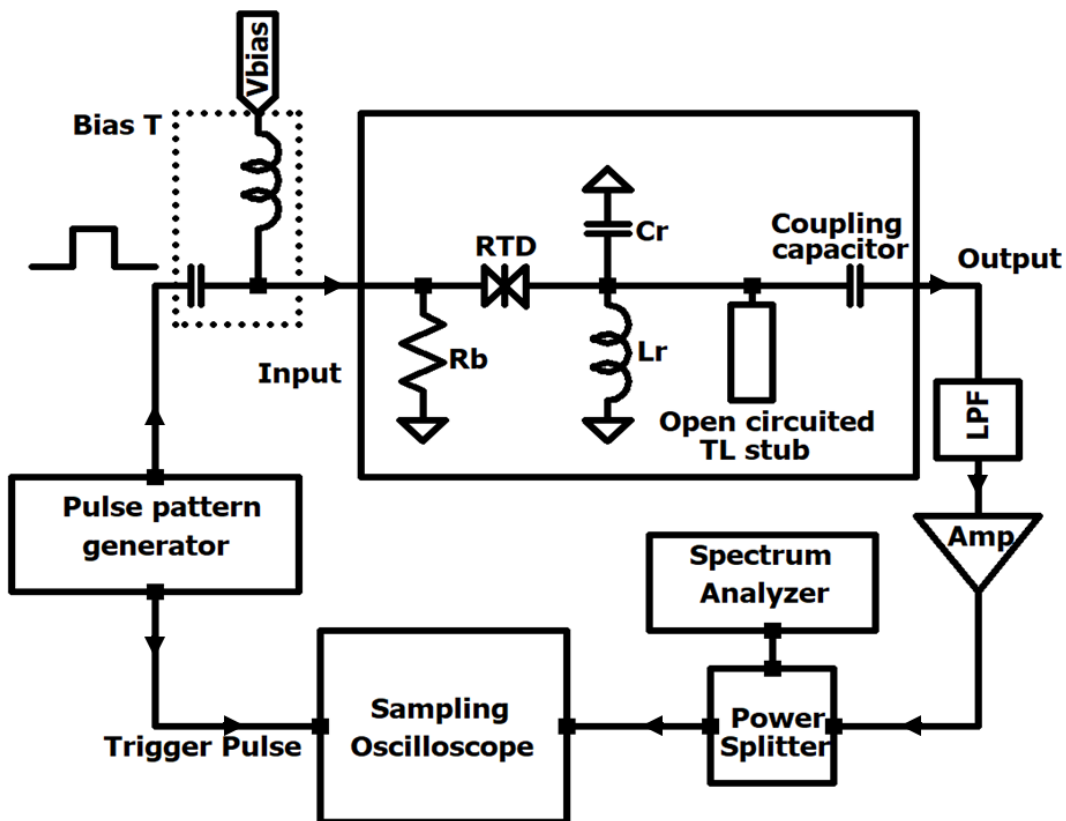 Vbias
Bias T
Coupling
capacitor
Cr
RTD
Output
Lr
Rb
Input
LPF
Open circuited
TL stub
Pulse pattern
generator
Amp
Spectrum
Analyzer
Sampling
Oscilloscope
Power
Splitter
Trigger Pulse